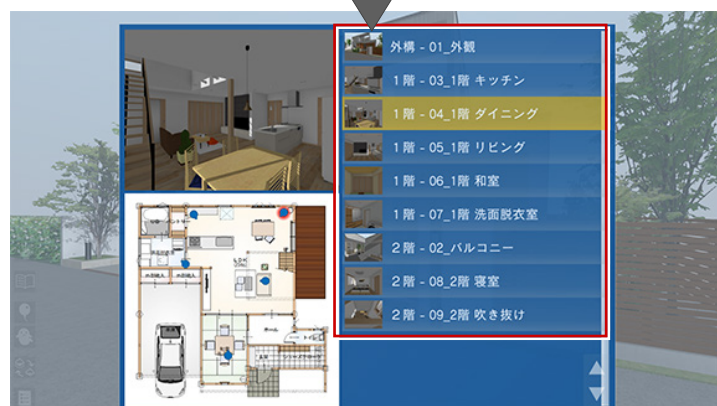 外構 - 01_外観
1階 - 03_1階 キッチン
1階 - 04_1階 ダイニング
1階 - 05_1階 リビング
1階 - 06_1階 和室
1階 - 07_1階 洗面脱衣室
2階 - 02_バルコニー
2階 - 08_2階 寝室
2階 - 09_2階 吹き抜け
LDK
ホール